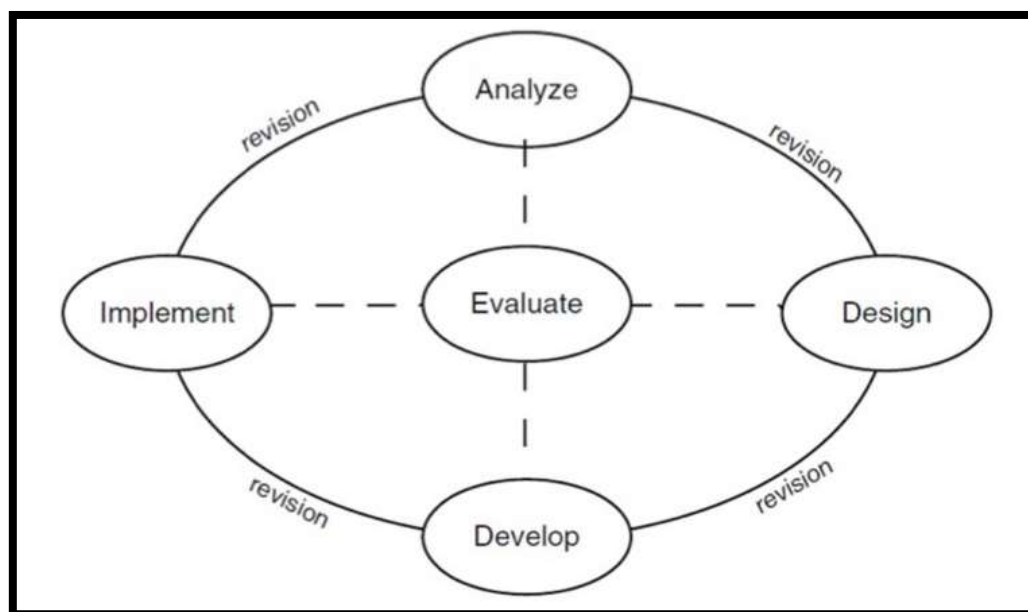 Analyze
revision
revision
Implement
Evaluate
Design
revision
revision
Develop